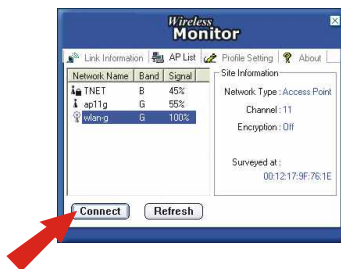 Wireless
Monitor
Link Information AP List Profile Setting About
Network Name Band Signal
TNET B 45%
ap11g G 55%
wlan-g G 100%
Site Information
Network Type : Access Point
Channel : 11
Encryption : Off
Surveyed at :
00:12:17:9F:76:1E
Connect Refresh